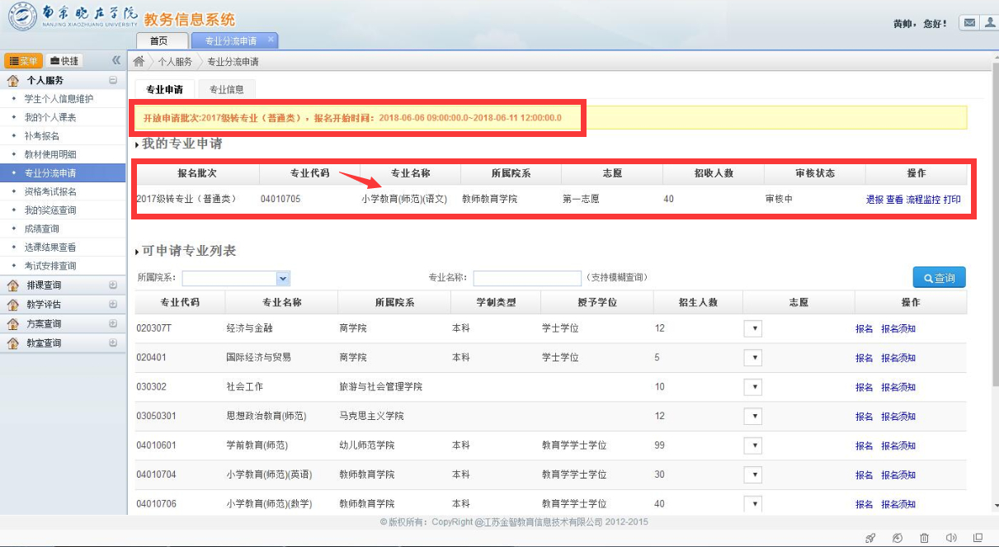 南京晓庄学院 教务信息系统
NANJING XIAOZHUANG UNIVERSITY
黄帅，您好！
首页 专业分流申请
菜单 快捷
个人服务 专业分流申请
个人服务
学生个人信息维护
我的个人课表
补考报名
教材使用明细
专业分流申请
资格考试报名
我的奖惩查询
成绩查询
选课结果查看
考试安排查询
排课查询
教学评估
方案查询
教室查询
专业申请 专业信息
开放申请批次:2017级转专业（普通类），报名开始时间：2018-06-06 09:00:00.0~2018-06-11 12:00:00.0
我的专业申请
报名批次 专业代码 专业名称 所属院系 志愿 招收人数 审核状态 操作
2017级转专业（普通类） 04010705 小学教育(师范)(语文) 教师教育学院 第一志愿 40 审核中 退报 查看 流程监控 打印
可申请专业列表
所属院系： 专业名称： （支持模糊查询） 查询
专业代码 专业名称 所属院系 学制类型 授予学位 招生人数 志愿 操作
020307T 经济与金融 商学院 本科 学士学位 12 报名 报名须知
020401 国际经济与贸易 商学院 本科 学士学位 5 报名 报名须知
030302 社会工作 旅游与社会管理学院 10 报名 报名须知
03050301 思想政治教育(师范) 马克思主义学院 12 报名 报名须知
04010601 学前教育(师范) 幼儿师范学院 本科 教育学学士学位 99 报名 报名须知
04010704 小学教育(师范)(英语) 教师教育学院 本科 教育学学士学位 30 报名 报名须知
04010706 小学教育(师范)(数学) 教师教育学院 本科 教育学学士学位 40 报名 报名须知
©版权所有：CopyRight @江苏金智教育信息技术有限公司 2012-2015